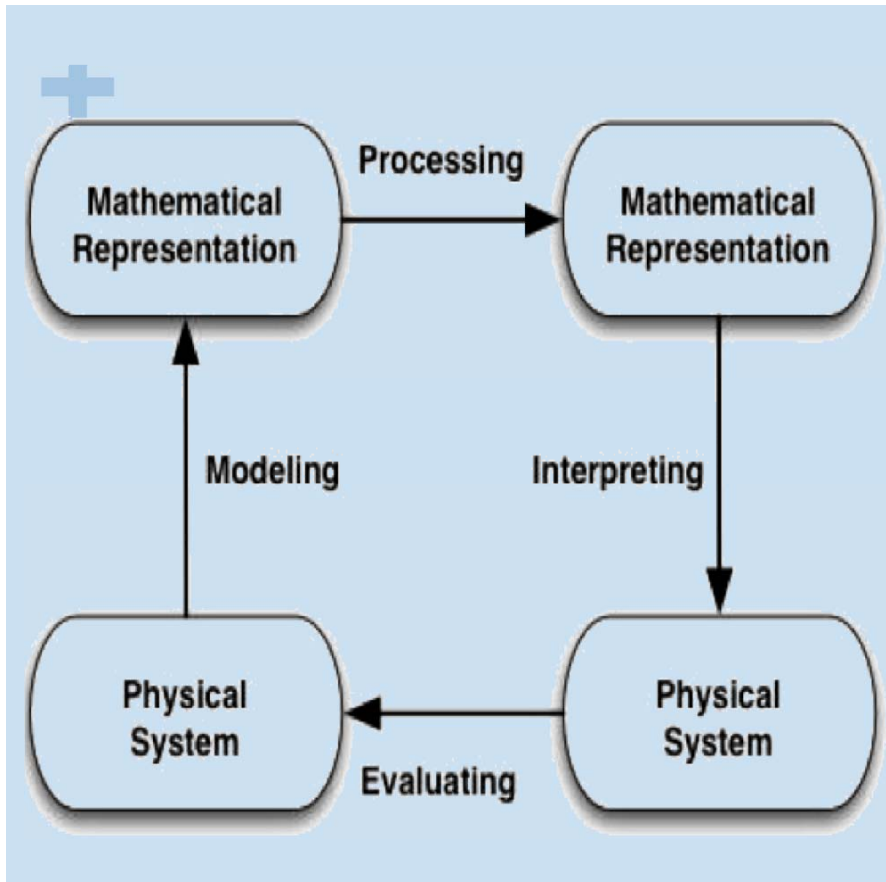 Processing
Mathematical
Representation
Mathematical
Representation
Modeling
Interpreting
Physical
System
Physical
System
Evaluating